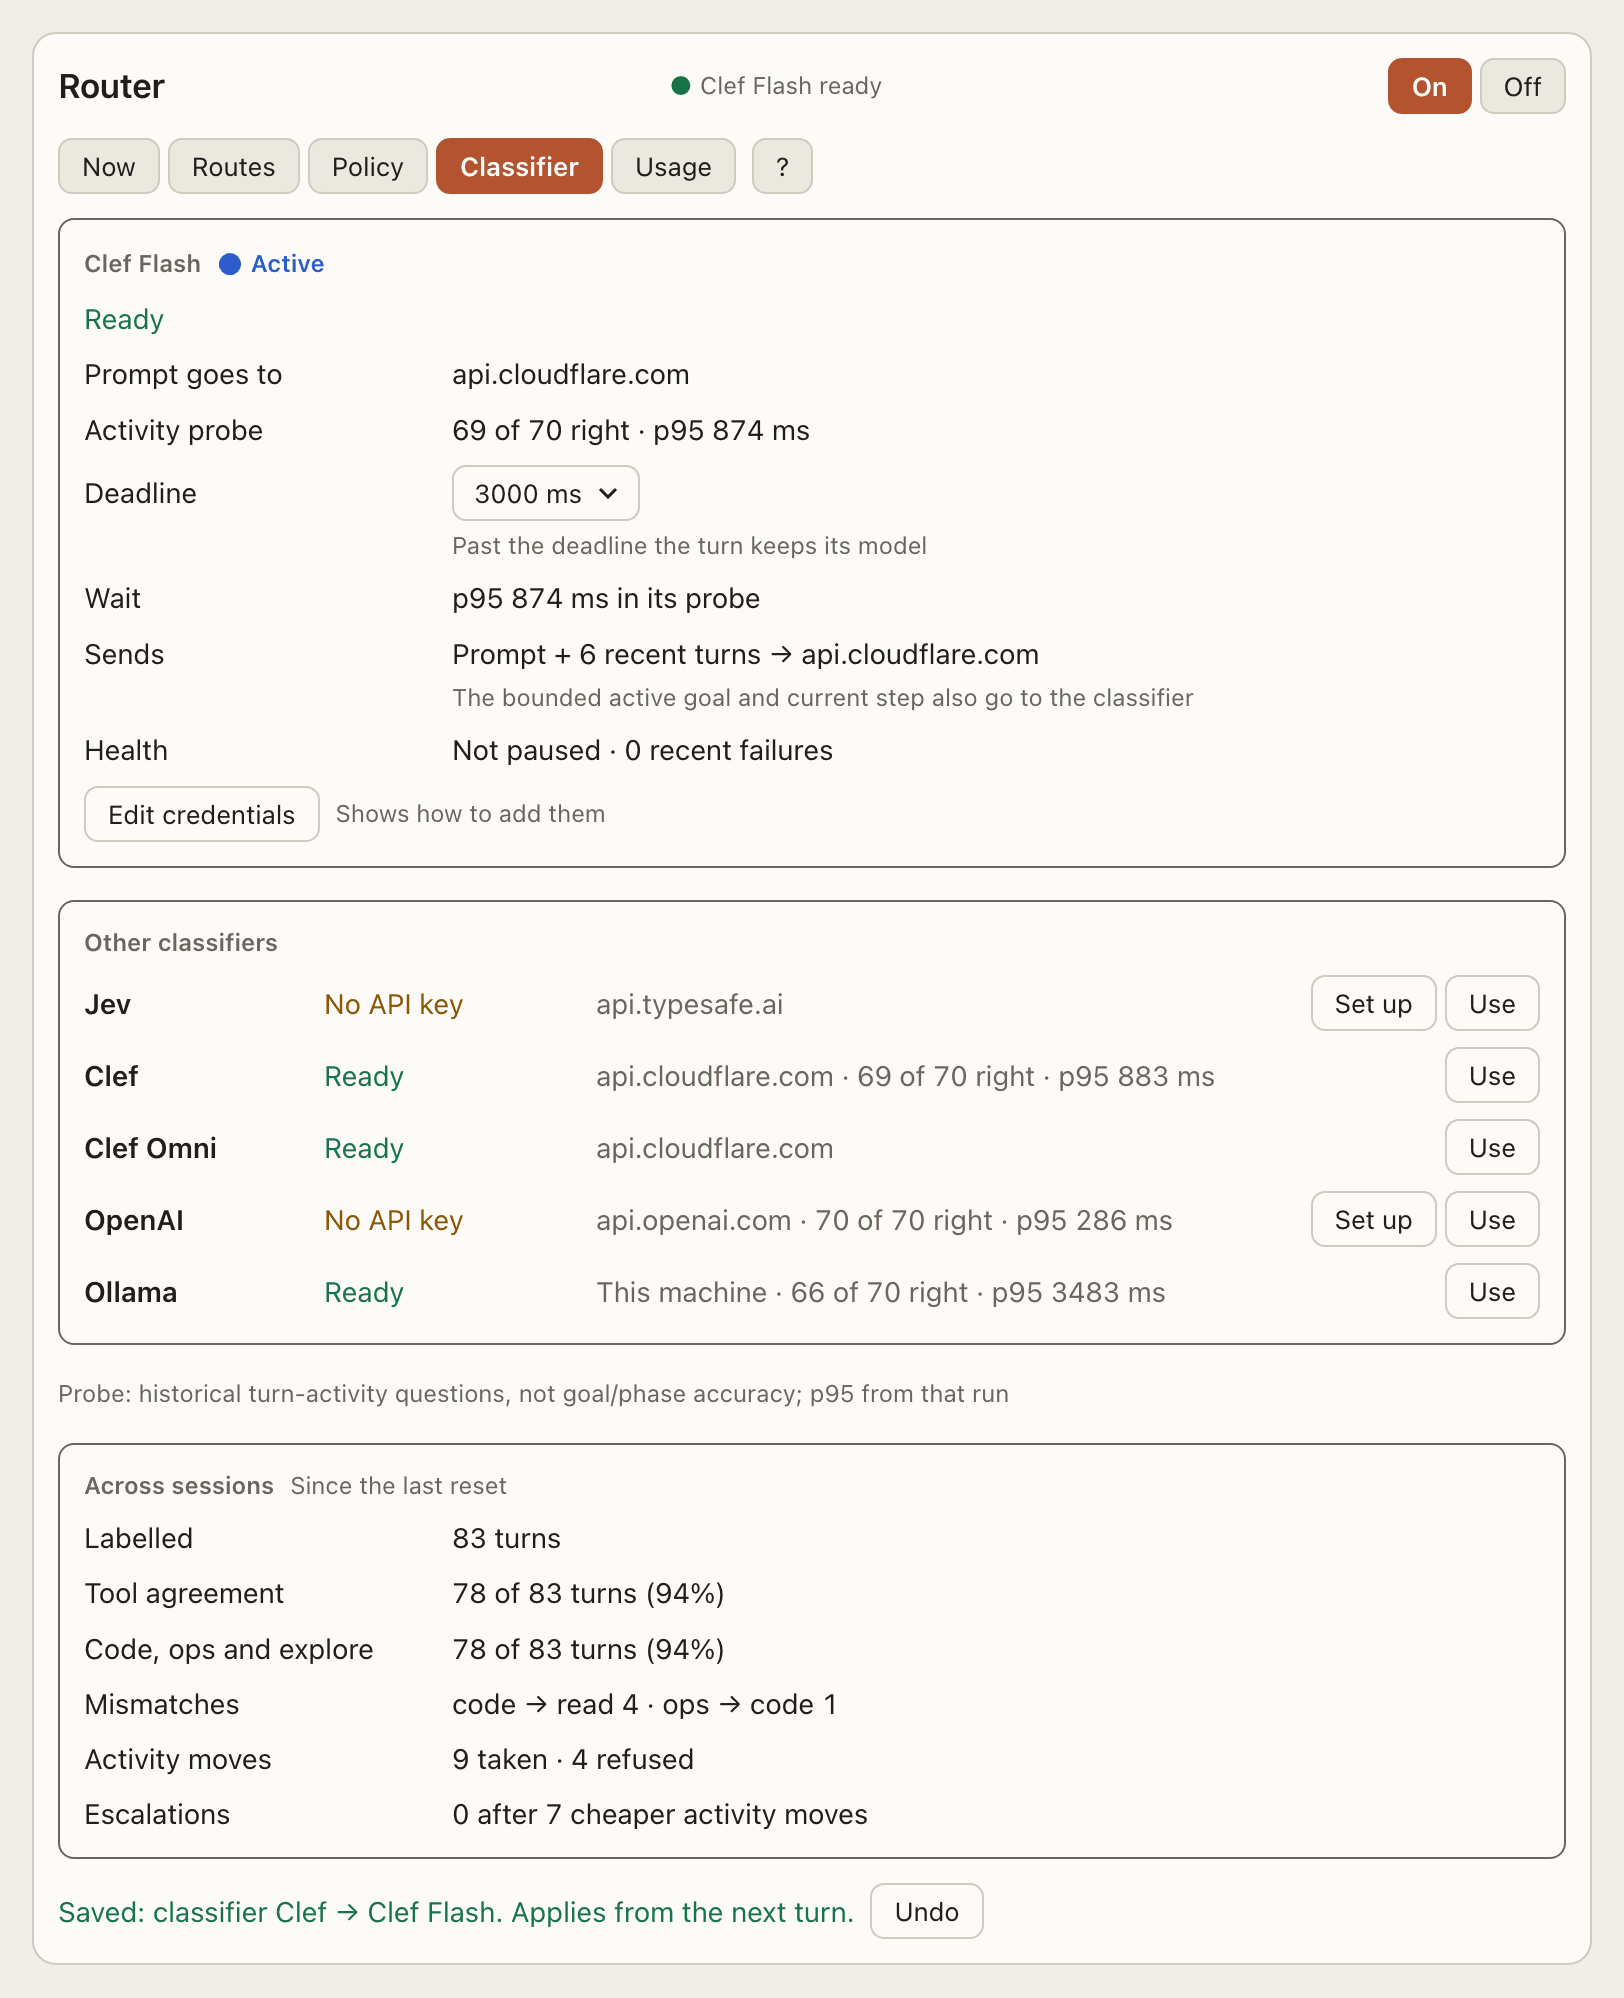 Router
Clef Flash ready
On Off
Now Routes Policy Classifier Usage ?
Clef Flash Active
Ready
Prompt goes to api.cloudflare.com
Activity probe 69 of 70 right · p95 874 ms
Deadline 3000 ms
Past the deadline the turn keeps its model
Wait p95 874 ms in its probe
Sends Prompt + 6 recent turns → api.cloudflare.com
The bounded active goal and current step also go to the classifier
Health Not paused · 0 recent failures
Edit credentials Shows how to add them
Other classifiers
Jev No API key api.typesafe.ai Set up Use
Clef Ready api.cloudflare.com · 69 of 70 right · p95 883 ms Use
Clef Omni Ready api.cloudflare.com Use
OpenAI No API key api.openai.com · 70 of 70 right · p95 286 ms Set up Use
Ollama Ready This machine · 66 of 70 right · p95 3483 ms Use
Probe: historical turn-activity questions, not goal/phase accuracy; p95 from that run
Across sessions Since the last reset
Labelled 83 turns
Tool agreement 78 of 83 turns (94%)
Code, ops and explore 78 of 83 turns (94%)
Mismatches code → read 4 · ops → code 1
Activity moves 9 taken · 4 refused
Escalations 0 after 7 cheaper activity moves
Saved: classifier Clef → Clef Flash. Applies from the next turn. Undo